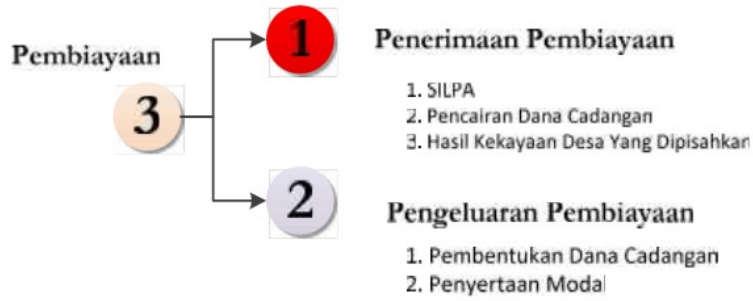 Pembiayaan
3
1
Penerimaan Pembiayaan
1. SILPA
2. Pencairan Dana Cadangan
3. Hasil Kekayaan Desa Yang Dipisahkan
2
Pengeluaran Pembiayaan
1. Pembentukan Dana Cadangan
2. Penyertaan Modal